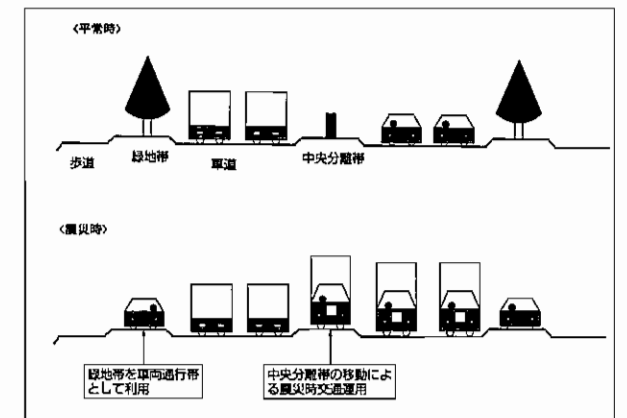 〈平常時〉
歩道
緑地帯
車道
中央分離帯
〈震災時〉
緑地帯を車両通行帯
として利用
中央分離帯の移動によ
る震災時交通運用